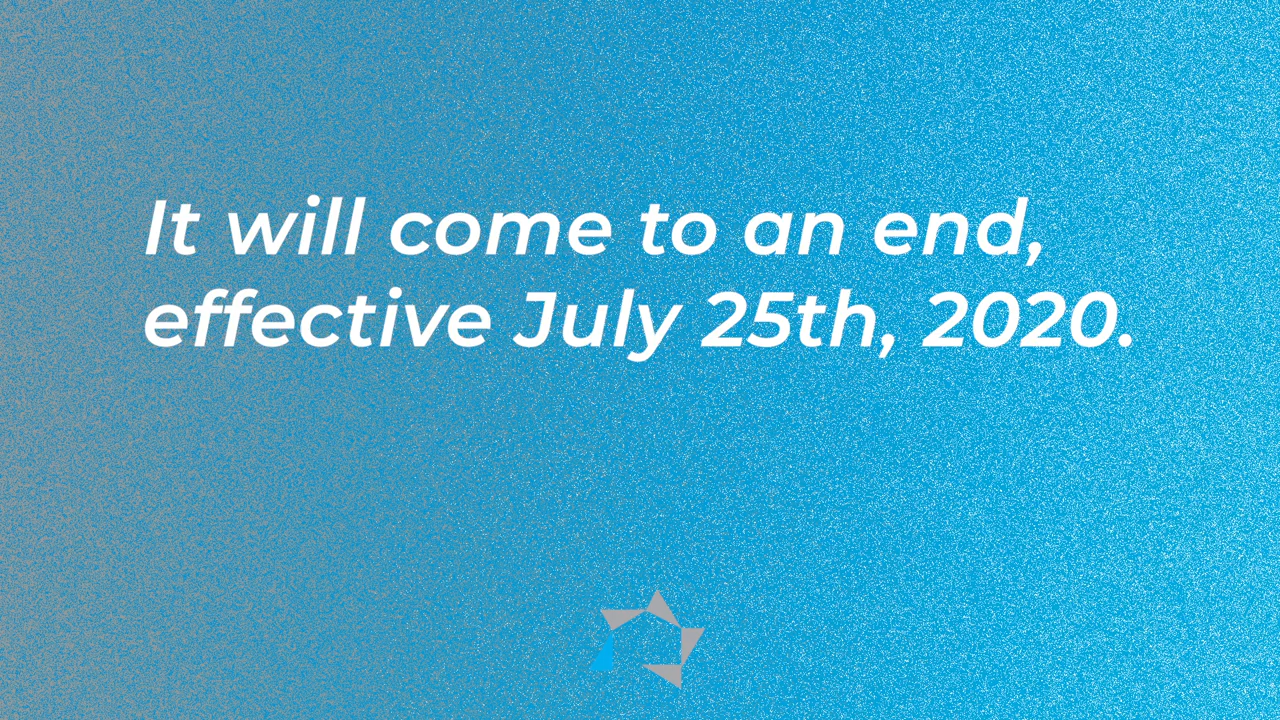 It will come to an end,
effective July 25th, 2020.